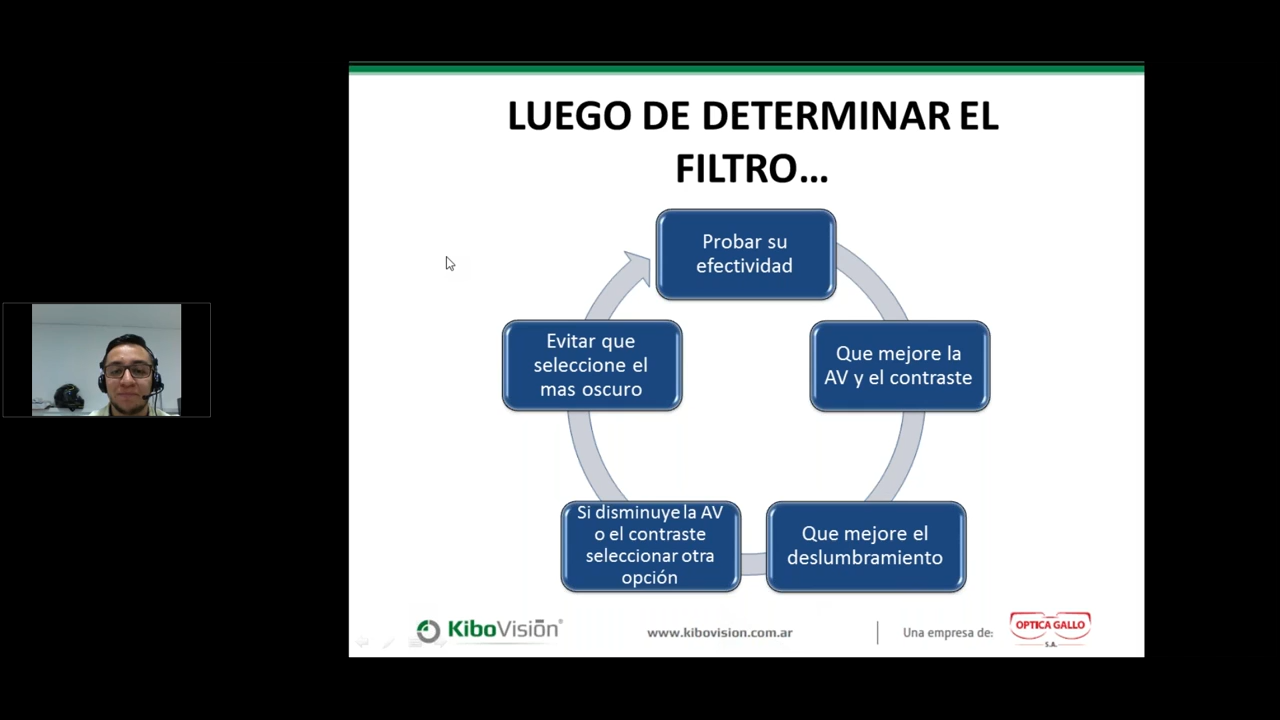 LUEGO DE DETERMINAR EL
FILTRO...
Probar su
efectividad
Que mejore la
AV y el contraste
Que mejore el
deslumbramiento
Si disminuye la AV
o el contraste
seleccionar otra
opción
Evitar que
seleccione el
mas oscuro
KiboVisión®
www.kibovision.com.ar
Una empresa de:
OPTICA GALLO
S.A.